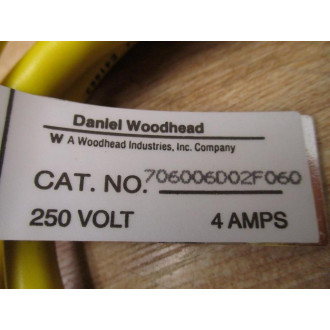 Daniel Woodhead
W A Woodhead Industries, Inc. Company
CAT. NO. 706006D02F060
250 VOLT 4 AMPS